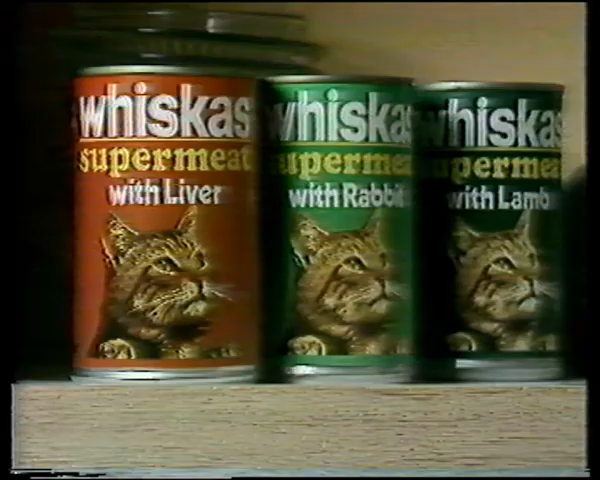 whiskas
supermeat
with Liver
whiskas
supermeat
with Rabbit
whiskas
supermeat
with Lamb